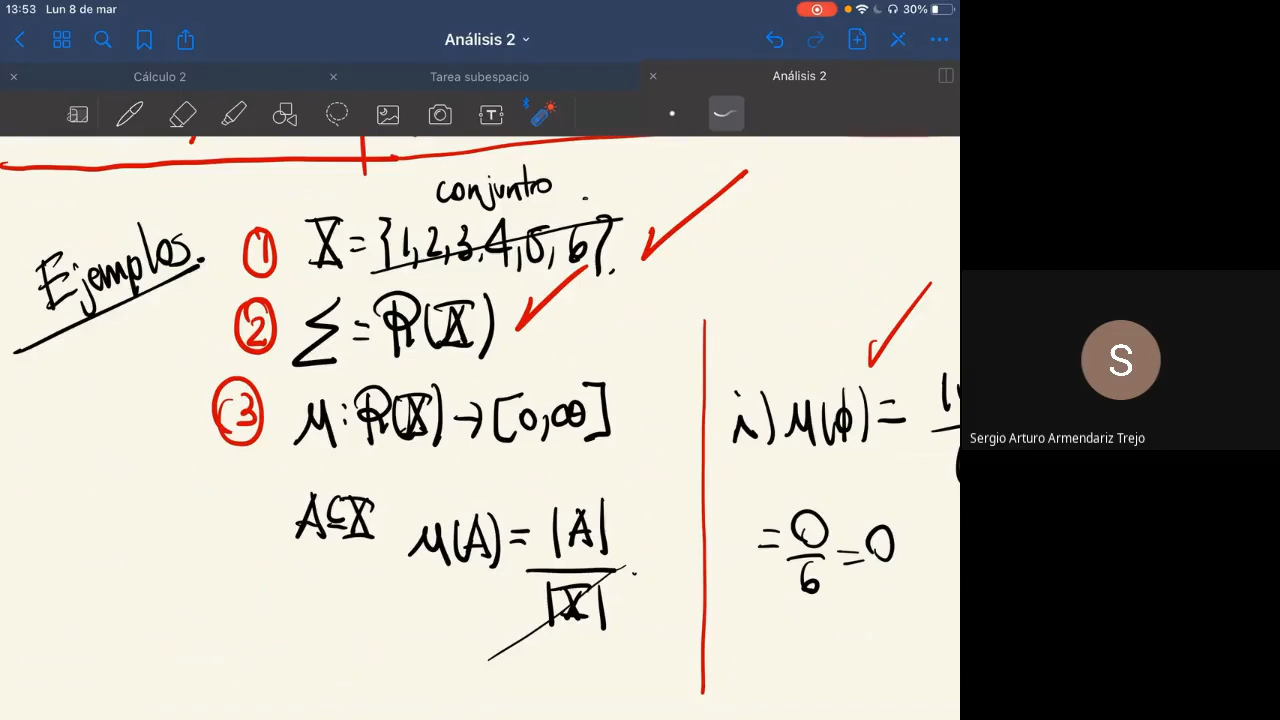 13:53 Lun 8 de mar
30%
Análisis 2
Cálculo 2
Tarea subespacio
Análisis 2
T
Ejemplos.
conjunto
① X = {1,2,3,4,5,6}.
② Σ = P(X)
③ μ : P(X) → [0,∞]
A⊆X μ(A) = |A| / |X|
i) μ(ϕ) =
= 0/6 = 0
S
Sergio Arturo Armendariz Trejo